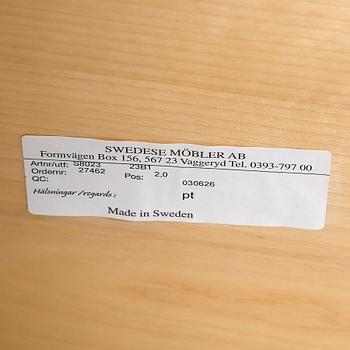 SWEDESE MÖBLER AB
Formvägen Box 156, 567 23 Vaggeryd Tel. 0393-797 00
Artnr/utf: S8023 23B1
Ordernr: 27462 Pos: 2,0
QC: 030626
Hälsningar/regards: pt
Made in Sweden